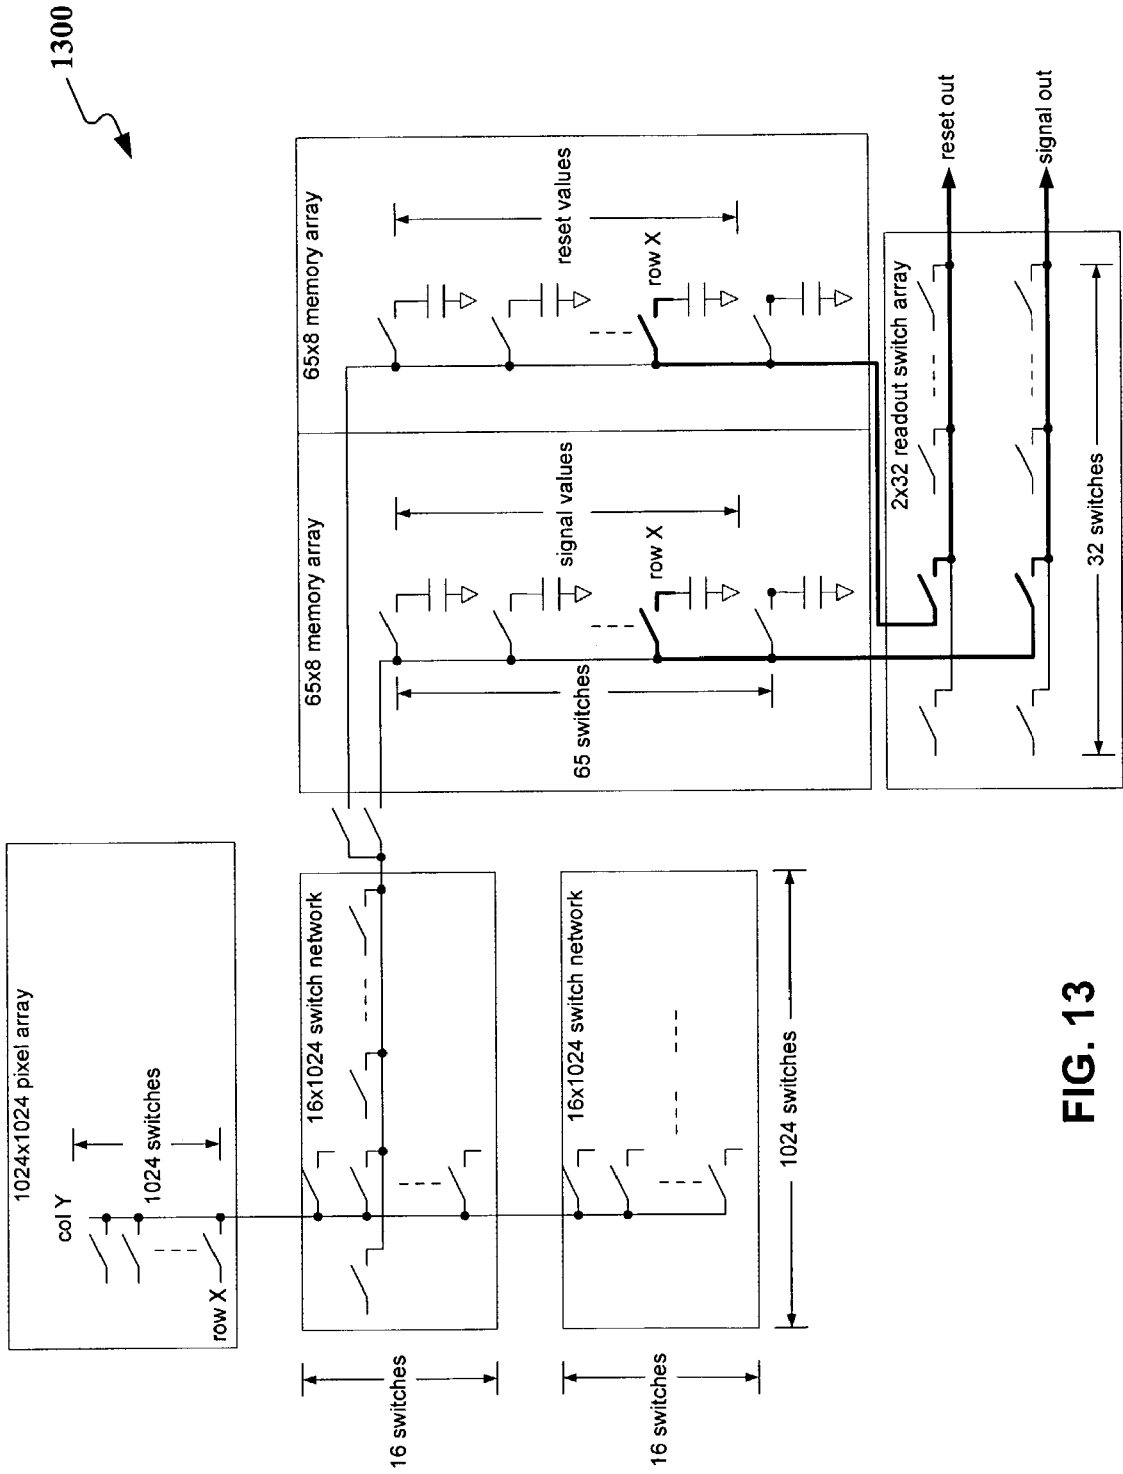 1300
1024x1024 pixel array
col Y
1024 switches
row X
16x1024 switch network
16 switches
16x1024 switch network
16 switches
1024 switches
65x8 memory array
signal values
row X
65 switches
65x8 memory array
reset values
row X
2x32 readout switch array
32 switches
reset out
signal out
FIG. 13